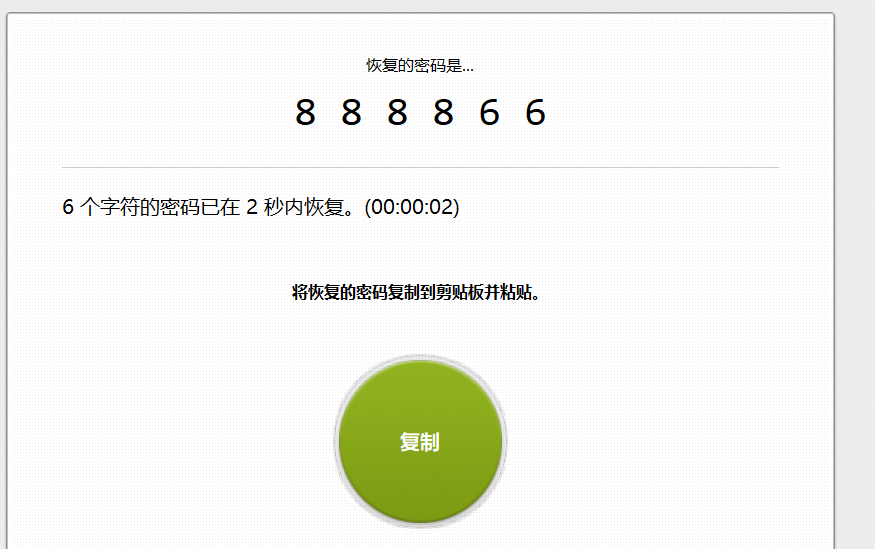 恢复的密码是...
8 8 8 8 6 6
6 个字符的密码已在 2 秒内恢复。(00:00:02)
将恢复的密码复制到剪贴板并粘贴。
复制